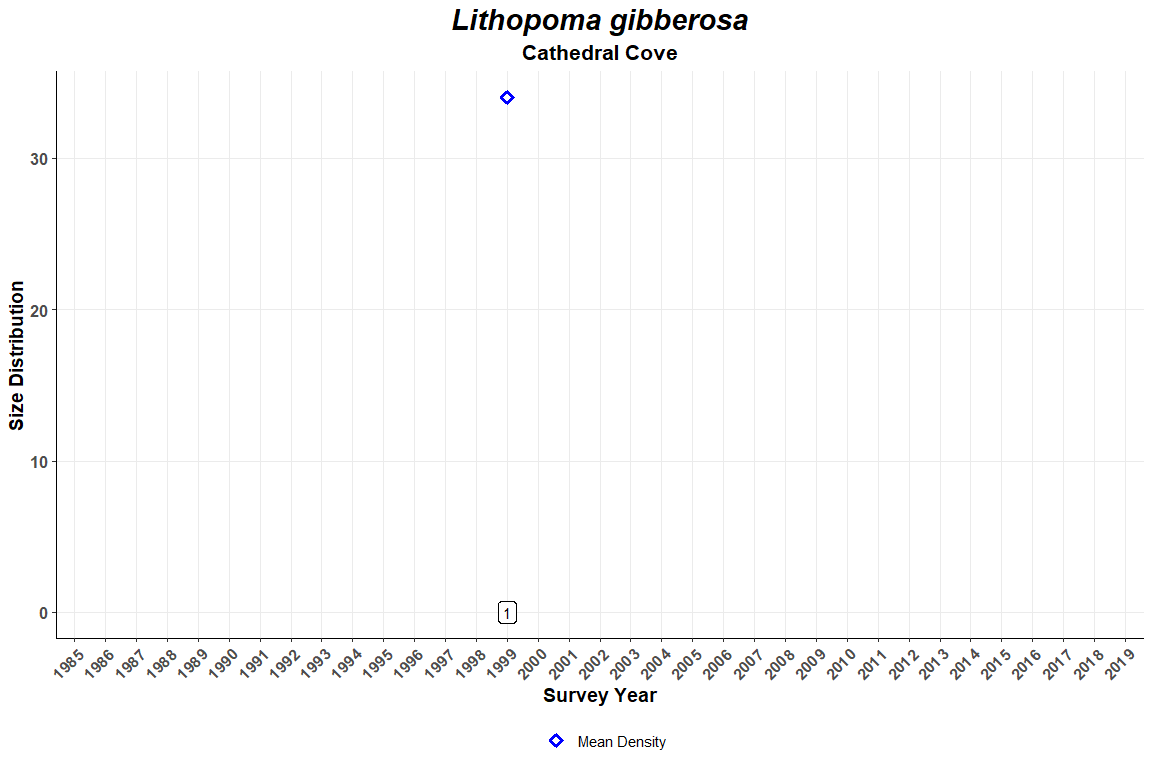 Lithopoma gibberosa
Cathedral Cove
Size Distribution
30
20
10
0
1
1985 1986 1987 1988 1989 1990 1991 1992 1993 1994 1995 1996 1997 1998 1999 2000 2001 2002 2003 2004 2005 2006 2007 2008 2009 2010 2011 2012 2013 2014 2015 2016 2017 2018 2019
Survey Year
Mean Density